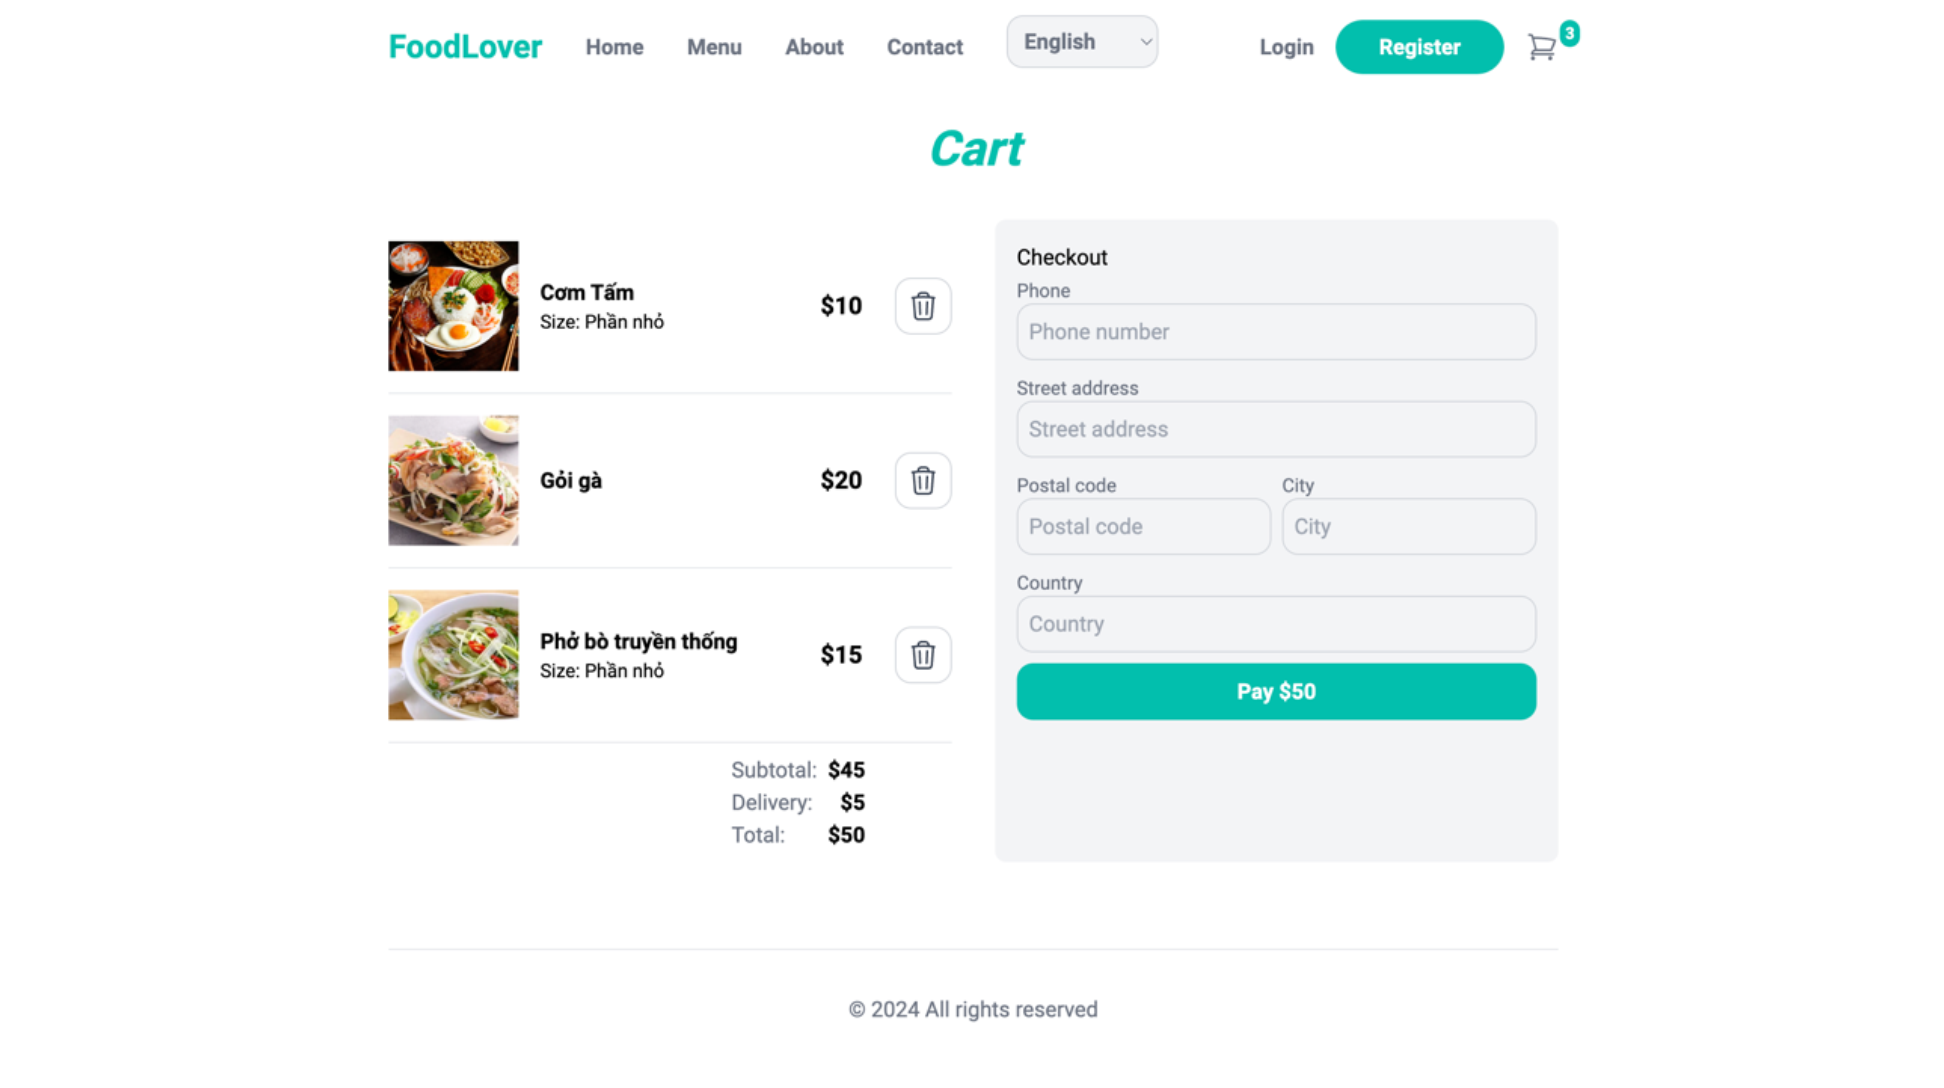 FoodLover Home Menu About Contact English Login Register 3
Cart
Cơm Tấm
Size: Phần nhỏ
$10
Gỏi gà
$20
Phở bò truyền thống
Size: Phần nhỏ
$15
Subtotal: $45
Delivery: $5
Total: $50
Checkout
Phone
Phone number
Street address
Street address
Postal code City
Postal code City
Country
Country
Pay $50
© 2024 All rights reserved